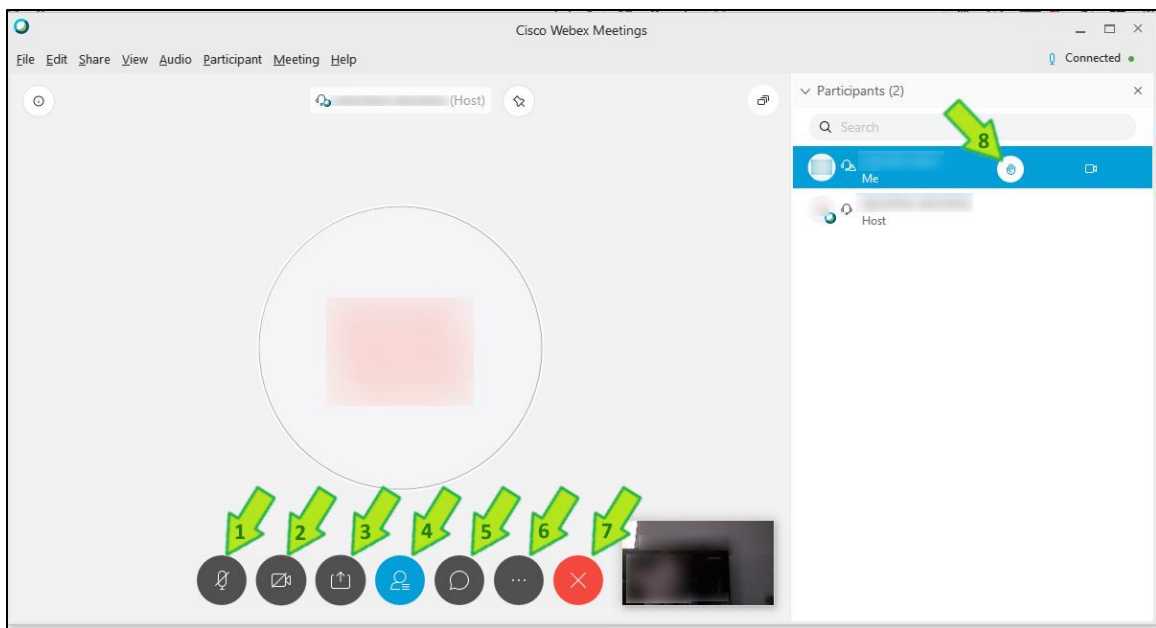 Cisco Webex Meetings
File Edit Share View Audio Participant Meeting Help
Connected
(Host)
Participants (2)
Search
8
Me
Host
1 2 3 4 5 6 7